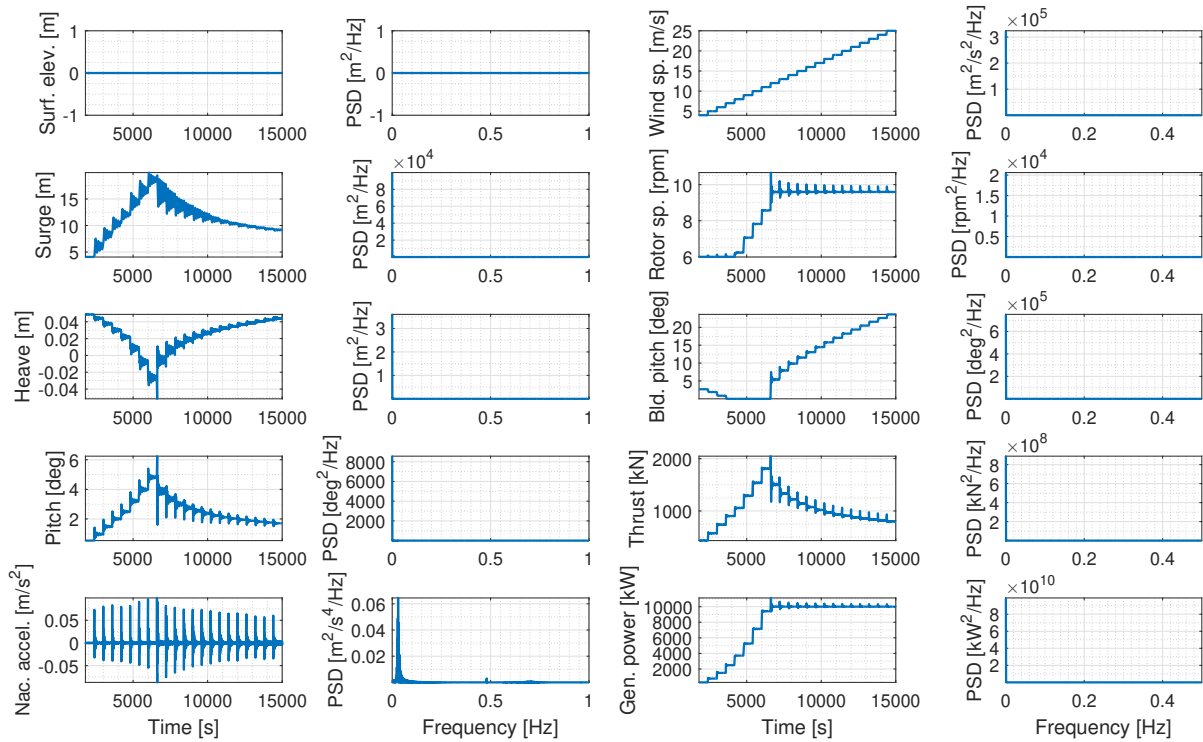 Surf. elev. [m]
1
0
-1
5000 10000 15000
PSD [m²/Hz]
1
0
-1
0 0.5 1
Wind sp. [m/s]
25
20
15
10
5
5000 10000 15000
PSD [m²/s²/Hz]
×10⁵
3
2
1
0 0.2 0.4
Surge [m]
15
10
5
5000 10000 15000
PSD [m²/Hz]
×10⁴
8
6
4
2
0 0.5 1
Rotor sp. [rpm]
10
8
6
5000 10000 15000
PSD [rpm²/Hz]
×10⁴
2
1.5
1
0.5
0 0.2 0.4
Heave [m]
0.04
0.02
0
-0.02
-0.04
5000 10000 15000
PSD [m²/Hz]
3
2
1
0 0.5 1
Bld. pitch [deg]
20
15
10
5
0
5000 10000 15000
PSD [deg²/Hz]
×10⁵
6
4
2
0 0.2 0.4
Pitch [deg]
6
4
2
5000 10000 15000
PSD [deg²/Hz]
8000
6000
4000
2000
0 0.5 1
Thrust [kN]
2000
1000
5000 10000 15000
PSD [kN²/Hz]
×10⁸
8
6
4
2
0 0.2 0.4
Nac. accel. [m/s²]
0.05
0
-0.05
5000 10000 15000
Time [s]
PSD [m²/s⁴/Hz]
0.06
0.04
0.02
0 0.5 1
Frequency [Hz]
Gen. power [kW]
10000
8000
6000
4000
2000
5000 10000 15000
Time [s]
PSD [kW²/Hz]
×10¹⁰
8
6
4
2
0 0.2 0.4
Frequency [Hz]